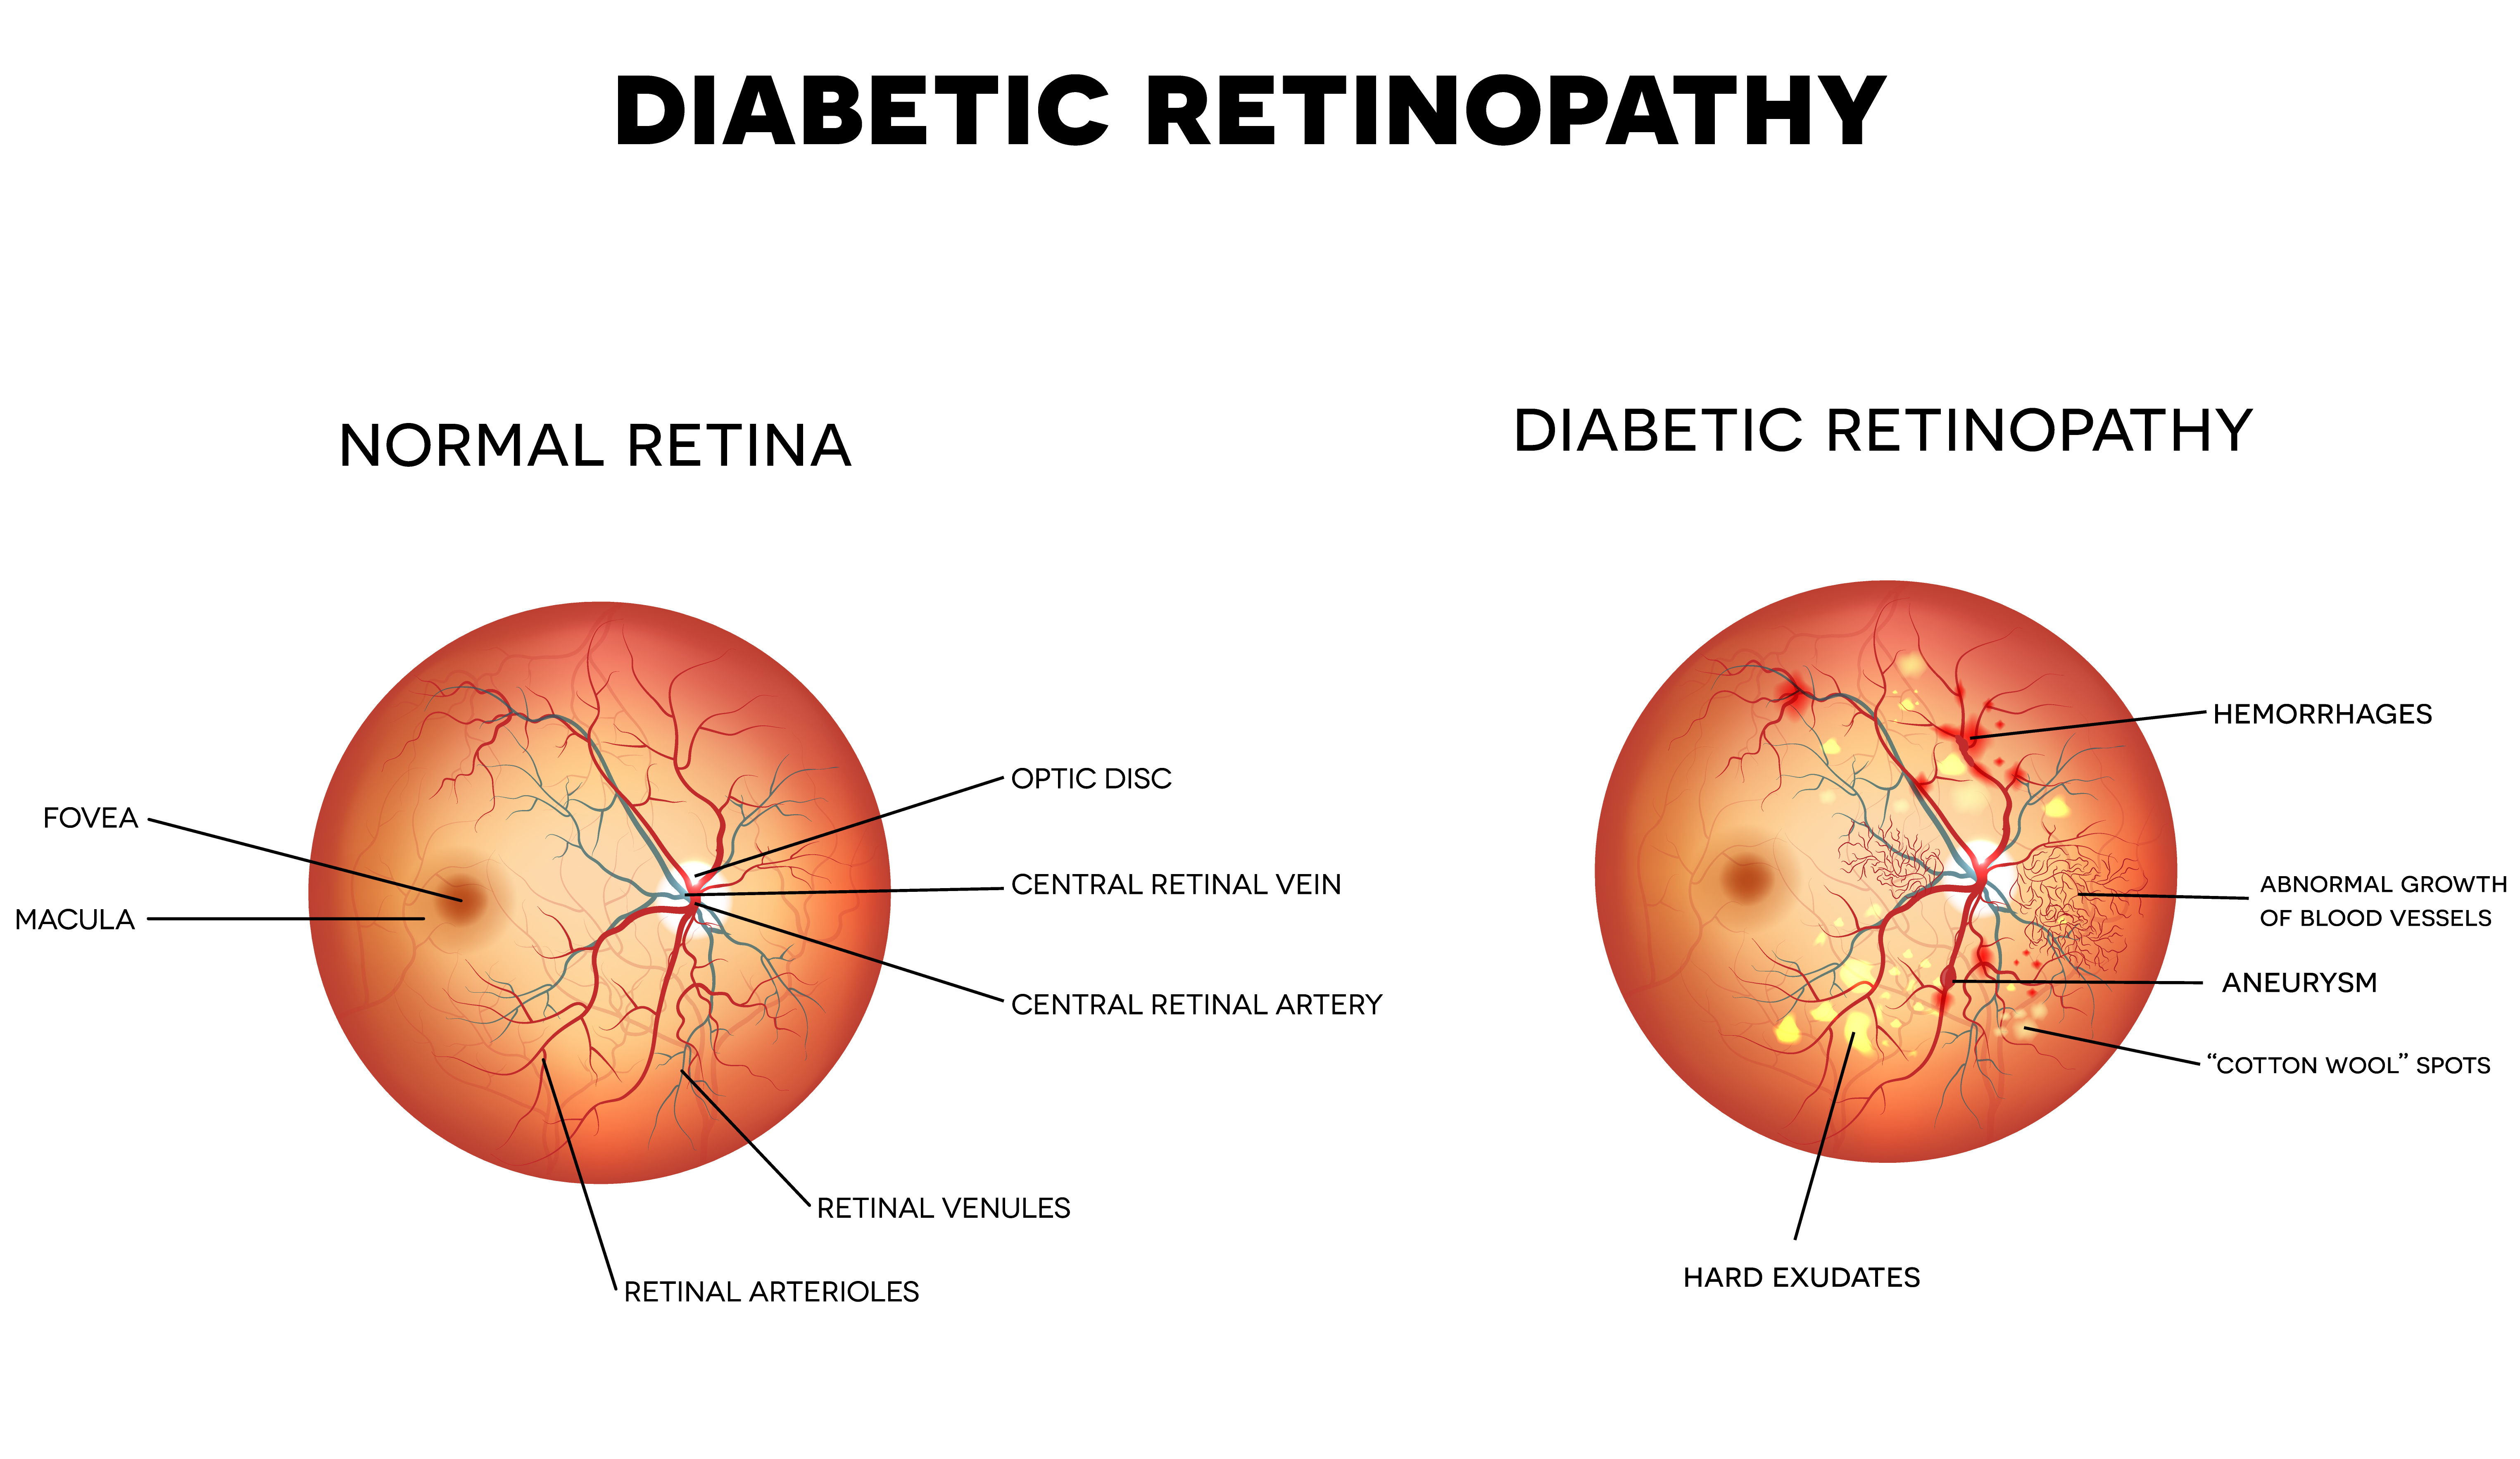 DIABETIC RETINOPATHY
NORMAL RETINA
FOVEA
MACULA
OPTIC DISC
CENTRAL RETINAL VEIN
CENTRAL RETINAL ARTERY
RETINAL VENULES
RETINAL ARTERIOLES
DIABETIC RETINOPATHY
HEMORRHAGES
ABNORMAL GROWTH
OF BLOOD VESSELS
ANEURYSM
“COTTON WOOL” SPOTS
HARD EXUDATES